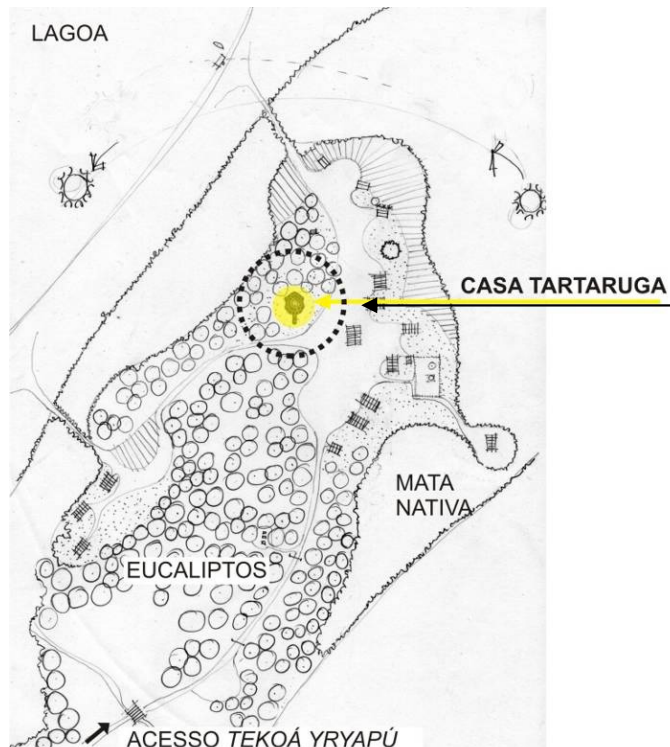 LAGOA
CASA TARTARUGA
MATA
NATIVA
EUCALIPTOS
ACESSO TEKOÁ YRYAPÚ